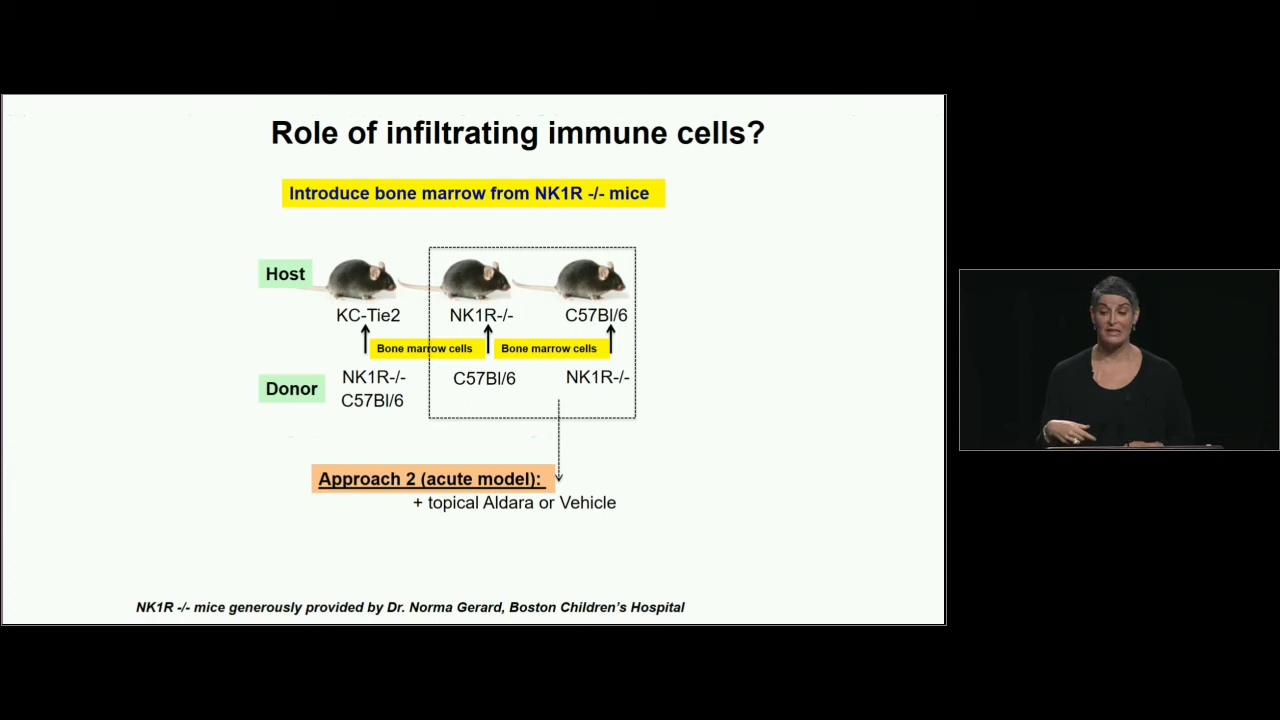 Role of infiltrating immune cells?
Introduce bone marrow from NK1R -/- mice
Host
KC-Tie2 NK1R-/- C57Bl/6
Bone marrow cells Bone marrow cells
Donor
NK1R-/- C57Bl/6 NK1R-/-
C57Bl/6
Approach 2 (acute model):
+ topical Aldara or Vehicle
NK1R -/- mice generously provided by Dr. Norma Gerard, Boston Children's Hospital